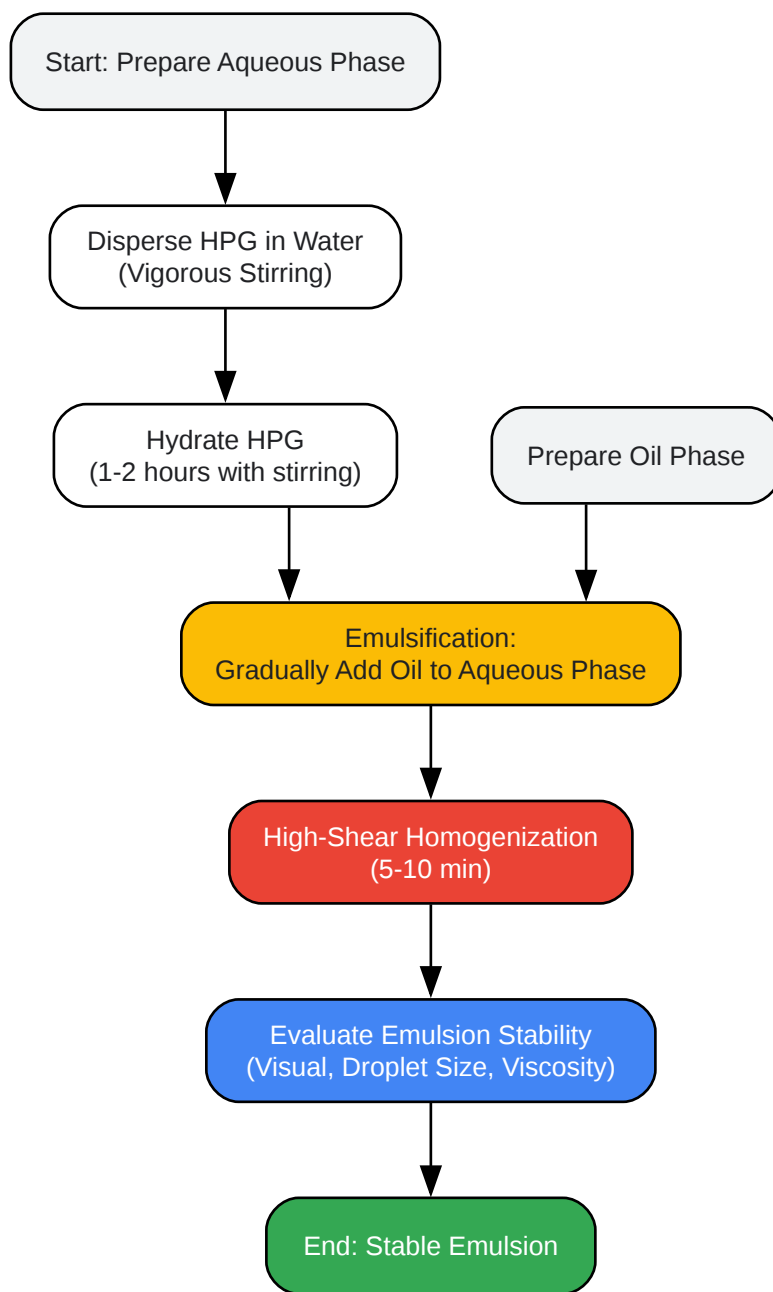 Start: Prepare Aqueous Phase
Disperse HPG in Water
(Vigorous Stirring)
Hydrate HPG
(1-2 hours with stirring)
Prepare Oil Phase
Emulsification:
Gradually Add Oil to Aqueous Phase
High-Shear Homogenization
(5-10 min)
Evaluate Emulsion Stability
(Visual, Droplet Size, Viscosity)
End: Stable Emulsion